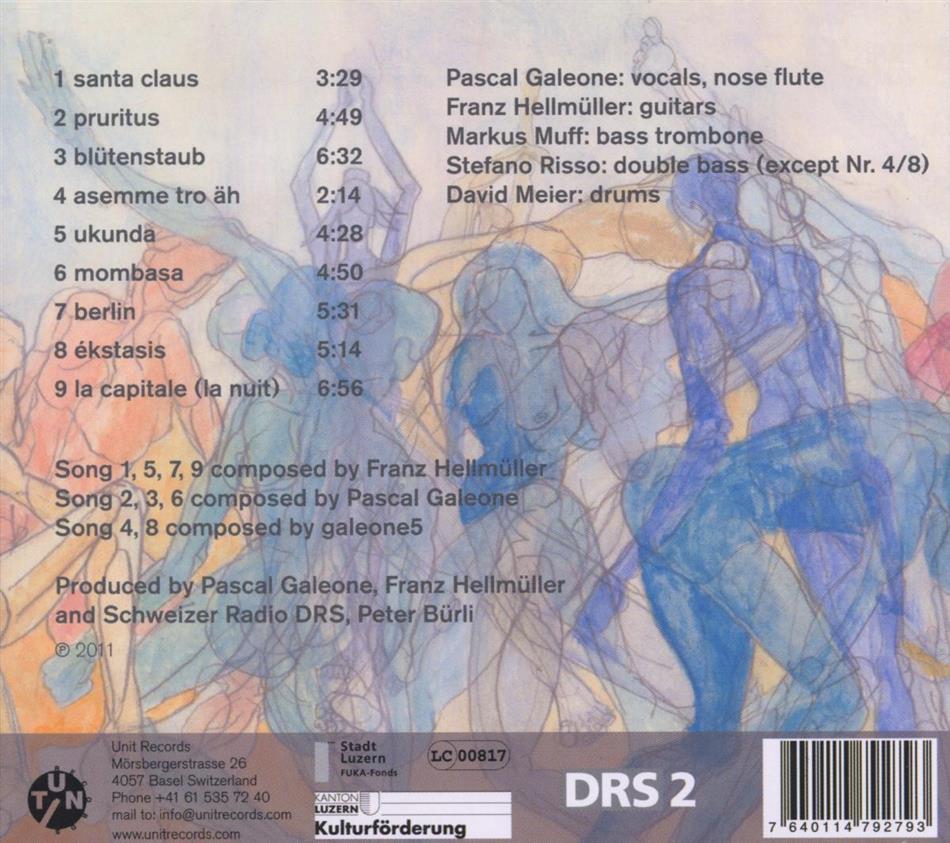 1 santa claus 3:29
2 pruritus 4:49
3 blütenstaub 6:32
4 asemme tro äh 2:14
5 ukunda 4:28
6 mombasa 4:50
7 berlin 5:31
8 ékstasis 5:14
9 la capitale (la nuit) 6:56
Pascal Galeone: vocals, nose flute
Franz Hellmüller: guitars
Markus Muff: bass trombone
Stefano Risso: double bass (except Nr. 4/8)
David Meier: drums
Song 1, 5, 7, 9 composed by Franz Hellmüller
Song 2, 3, 6 composed by Pascal Galeone
Song 4, 8 composed by galeone5
Produced by Pascal Galeone, Franz Hellmüller
and Schweizer Radio DRS, Peter Bürli
℗ 2011
UNIT
Unit Records
Mörsbergerstrasse 26
4057 Basel Switzerland
Phone +41 61 535 72 40
mail to: info@unitrecords.com
www.unitrecords.com
Stadt
Luzern
FUKA-Fonds
KANTON
LUZERN
Kulturförderung
LC 00817
DRS 2
7 640114 792793